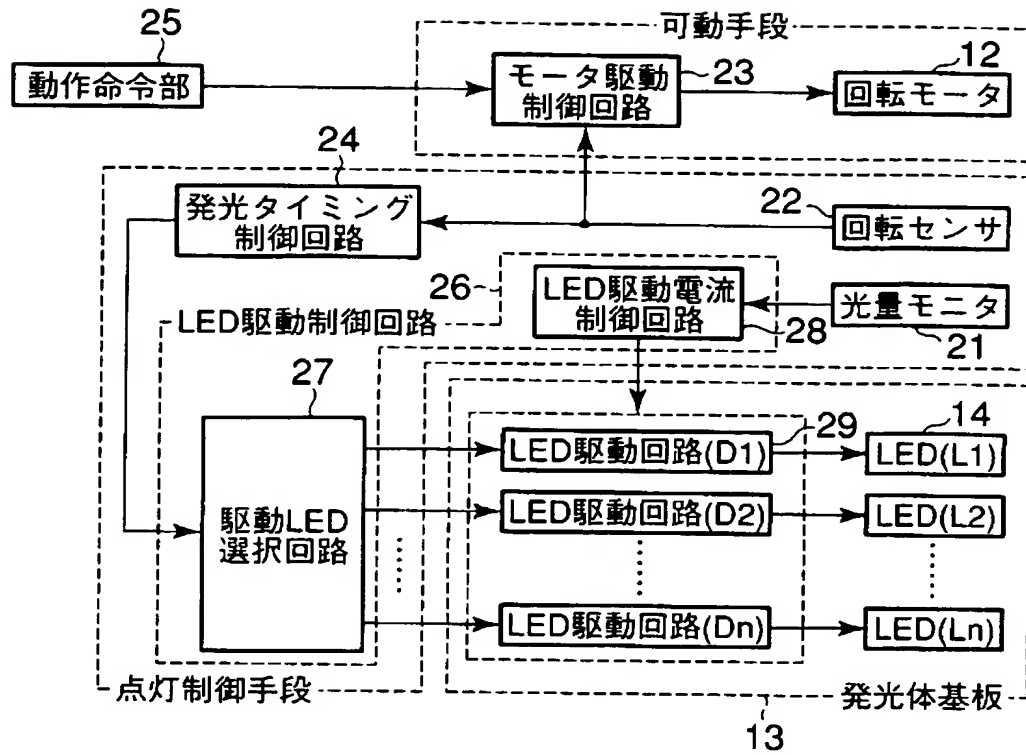 可動手段
25
動作命令部
モータ駆動
制御回路
23
12
回転モータ
24
発光タイミング
制御回路
22
回転センサ
26
LED駆動電流
制御回路
28
光量モニタ
21
LED駆動制御回路
27
駆動LED
選択回路
29
14
LED駆動回路(D1)
LED(L1)
LED駆動回路(D2)
LED(L2)
LED駆動回路(Dn)
LED(Ln)
点灯制御手段
発光体基板
13